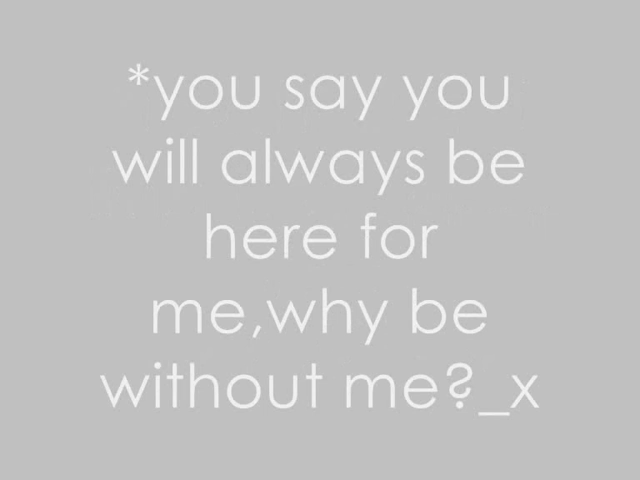 *you say you
will always be
here for
me,why be
without me?_x